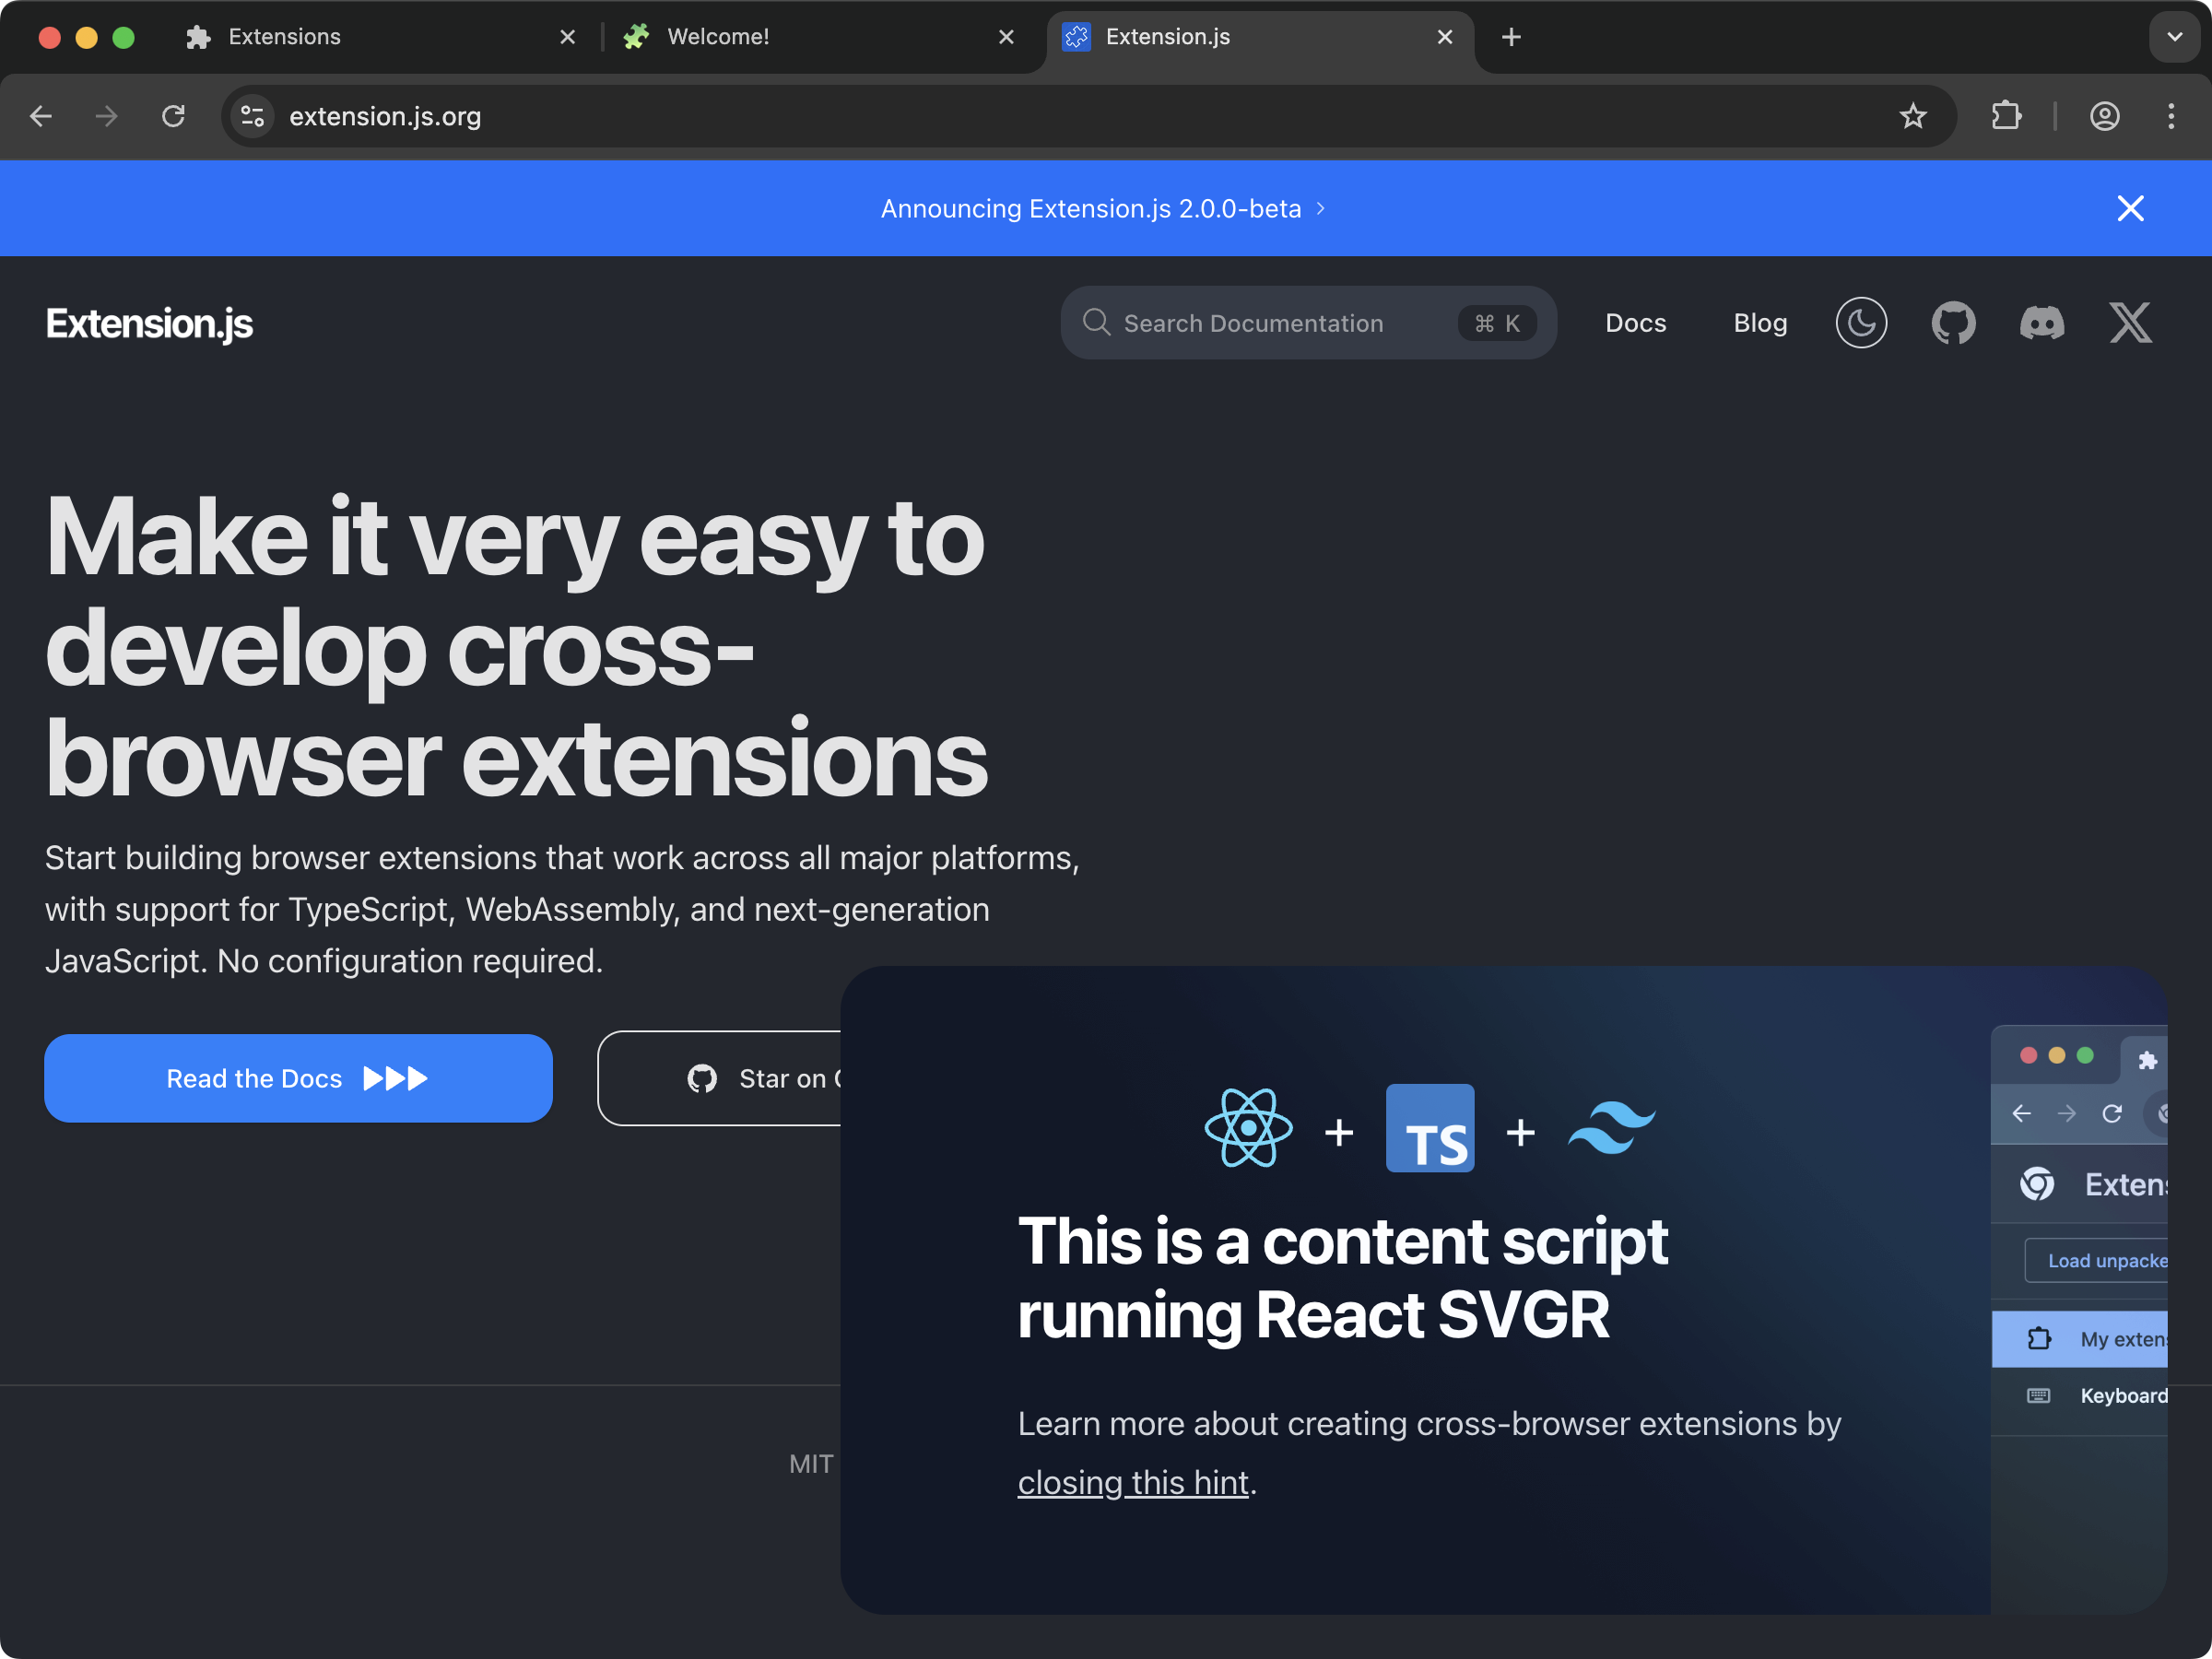 Extensions
Welcome!
Extension.js
extension.js.org
Announcing Extension.js 2.0.0-beta
Extension.js
Search Documentation
⌘ K
Docs
Blog
Make it very easy to
develop cross-
browser extensions
Start building browser extensions that work across all major platforms,
with support for TypeScript, WebAssembly, and next-generation
JavaScript. No configuration required.
Read the Docs
Star on
TS
This is a content script
running React SVGR
Learn more about creating cross-browser extensions by
closing this hint.
Extens
Load unpacke
My extens
Keyboard
MIT